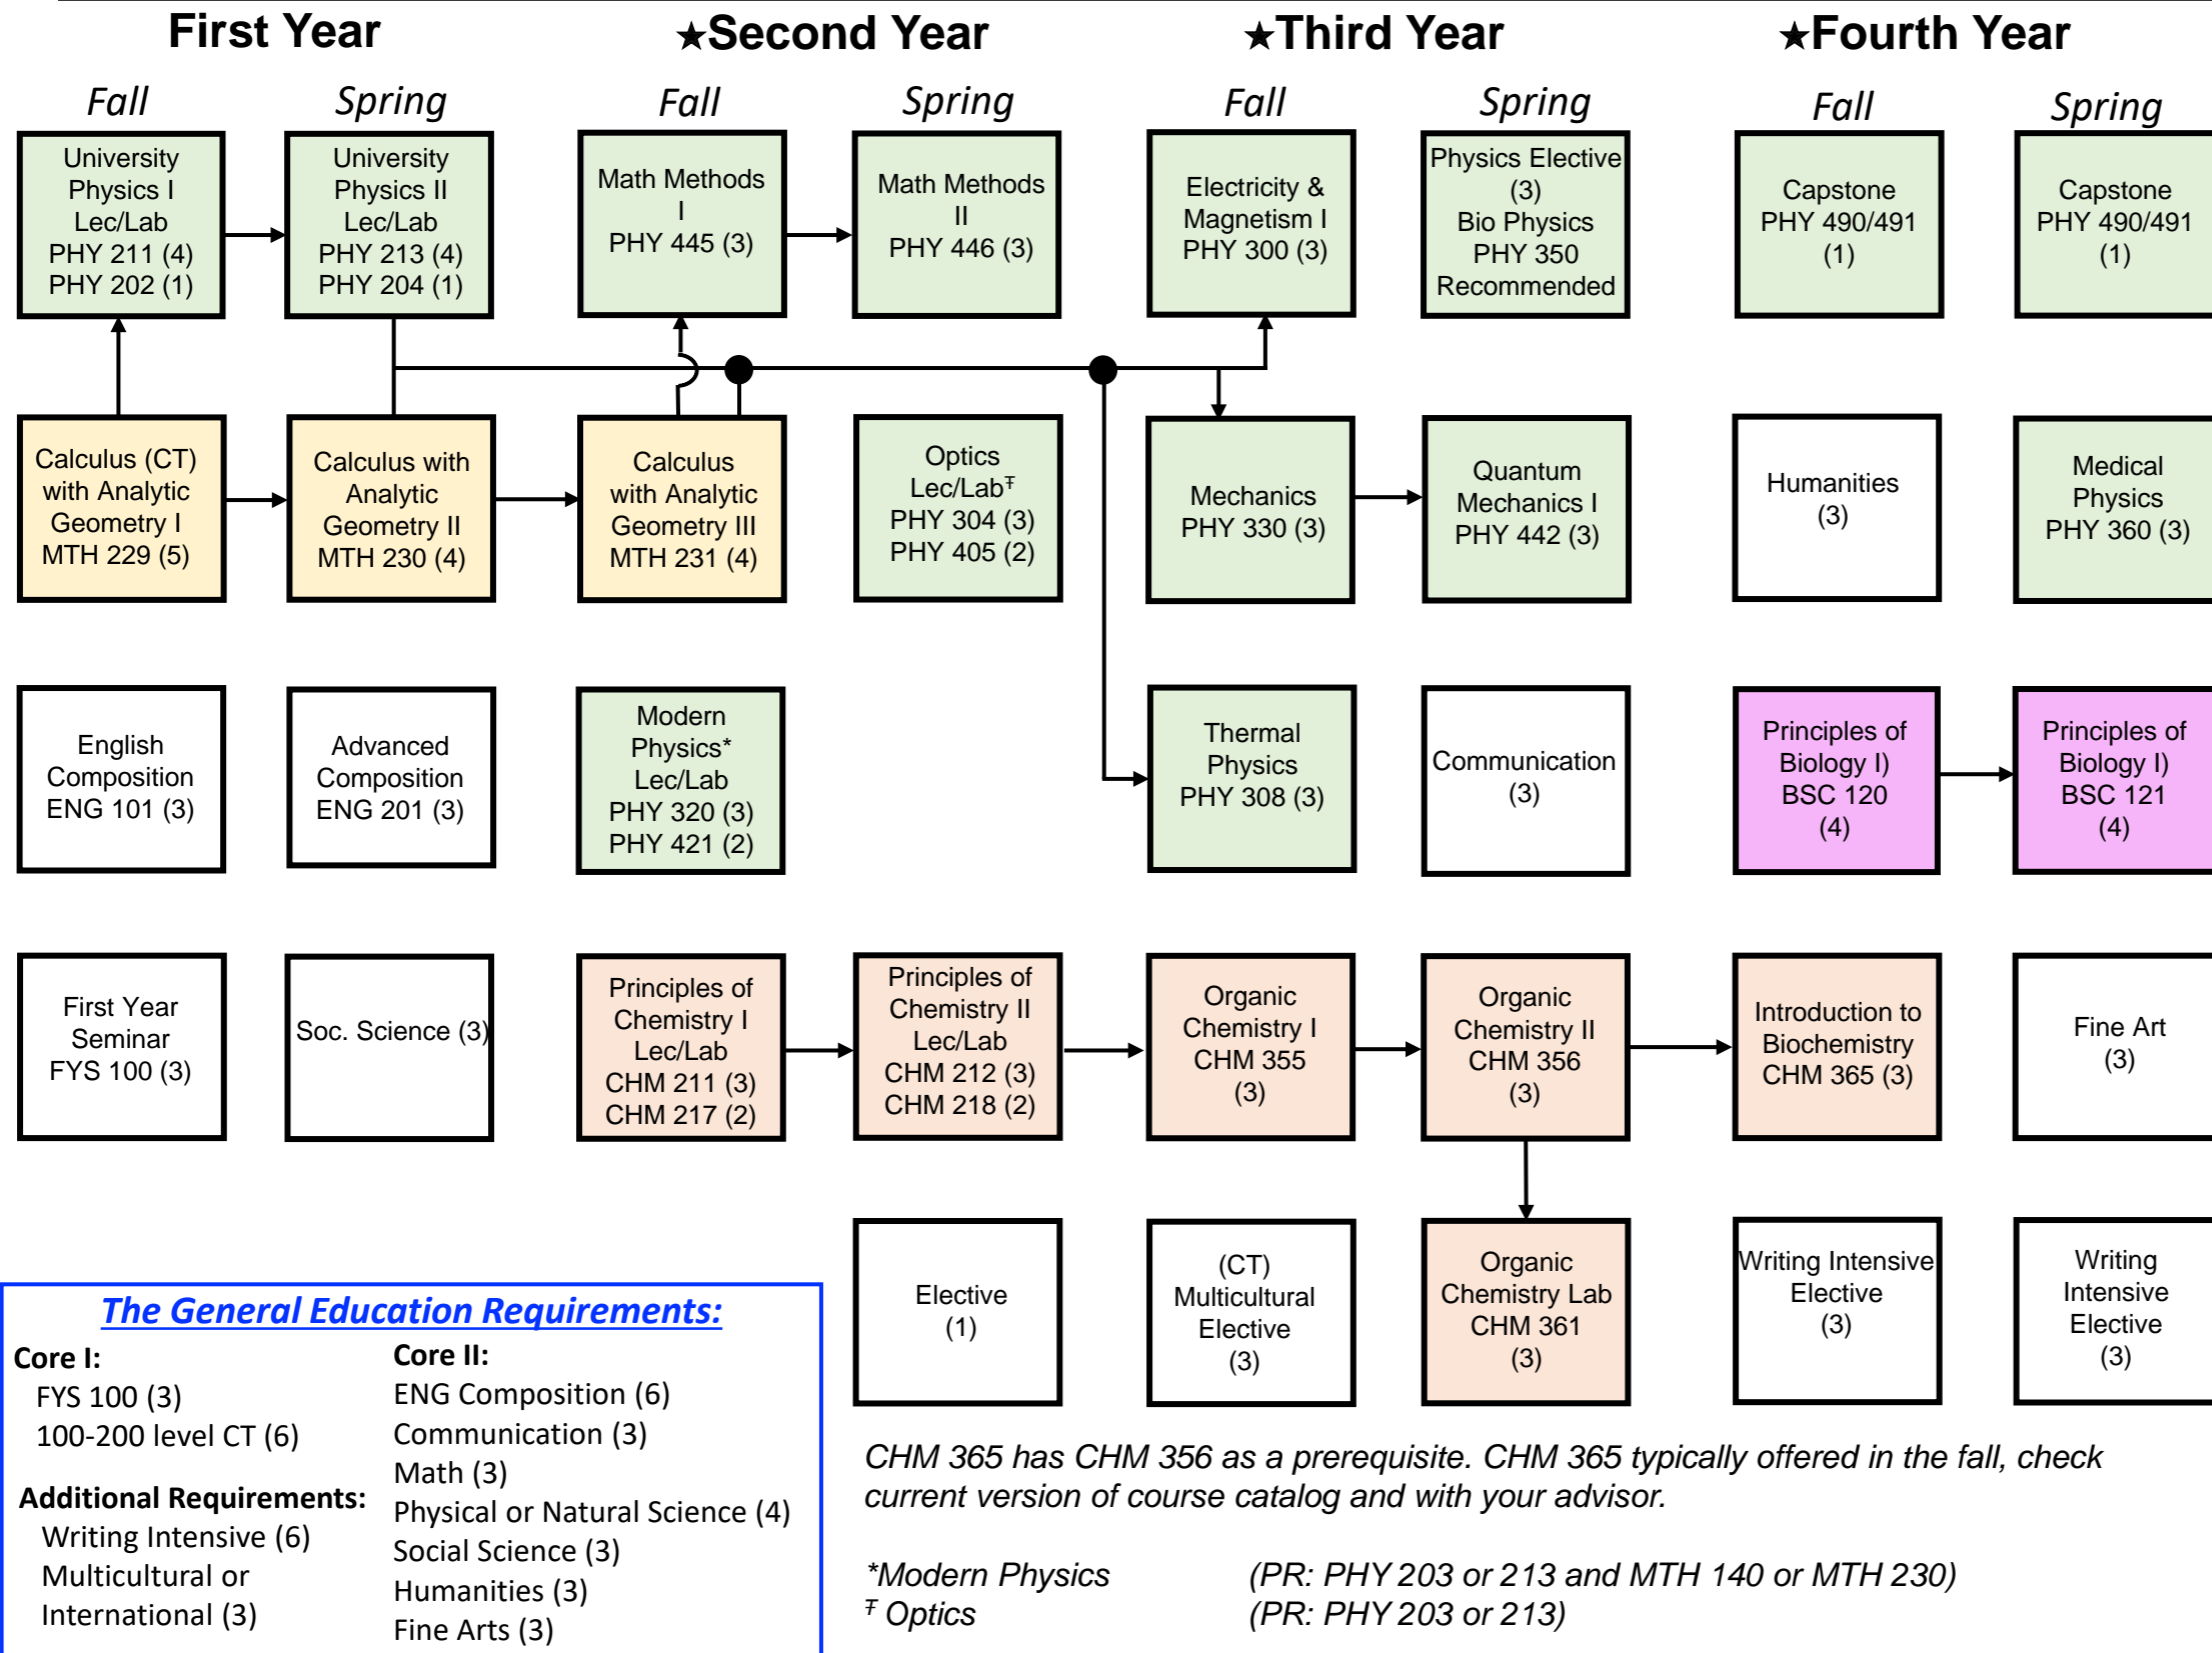 First Year
★Second Year
★Third Year
★Fourth Year
Fall
Spring
Fall
Spring
Fall
Spring
Fall
Spring
University
Physics I
Lec/Lab
PHY 211 (4)
PHY 202 (1)
University
Physics II
Lec/Lab
PHY 213 (4)
PHY 204 (1)
Math Methods
I
PHY 445 (3)
Math Methods
II
PHY 446 (3)
Electricity &
Magnetism I
PHY 300 (3)
Physics Elective
(3)
Bio Physics
PHY 350
Recommended
Capstone
PHY 490/491
(1)
Capstone
PHY 490/491
(1)
Calculus (CT)
with Analytic
Geometry I
MTH 229 (5)
Calculus with
Analytic
Geometry II
MTH 230 (4)
Calculus
with Analytic
Geometry III
MTH 231 (4)
Optics
Lec/Lab Ŧ
PHY 304 (3)
PHY 405 (2)
Mechanics
PHY 330 (3)
Quantum
Mechanics I
PHY 442 (3)
Humanities
(3)
Medical
Physics
PHY 360 (3)
English
Composition
ENG 101 (3)
Advanced
Composition
ENG 201 (3)
Modern
Physics*
Lec/Lab
PHY 320 (3)
PHY 421 (2)
Thermal
Physics
PHY 308 (3)
Communication
(3)
Principles of
Biology I)
BSC 120
(4)
Principles of
Biology I)
BSC 121
(4)
First Year
Seminar
FYS 100 (3)
Soc. Science (3)
Principles of
Chemistry I
Lec/Lab
CHM 211 (3)
CHM 217 (2)
Principles of
Chemistry II
Lec/Lab
CHM 212 (3)
CHM 218 (2)
Organic
Chemistry I
CHM 355
(3)
Organic
Chemistry II
CHM 356
(3)
Introduction to
Biochemistry
CHM 365 (3)
Fine Art
(3)
Elective
(1)
(CT)
Multicultural
Elective
(3)
Organic
Chemistry Lab
CHM 361
(3)
Writing Intensive
Elective
(3)
Writing
Intensive
Elective
(3)
The General Education Requirements:
Core I:
FYS 100 (3)
100-200 level CT (6)
Additional Requirements:
Writing Intensive (6)
Multicultural or
International (3)
Core II:
ENG Composition (6)
Communication (3)
Math (3)
Physical or Natural Science (4)
Social Science (3)
Humanities (3)
Fine Arts (3)
CHM 365 has CHM 356 as a prerequisite. CHM 365 typically offered in the fall, check
current version of course catalog and with your advisor.
*Modern Physics (PR: PHY 203 or 213 and MTH 140 or MTH 230)
Ŧ Optics (PR: PHY 203 or 213)